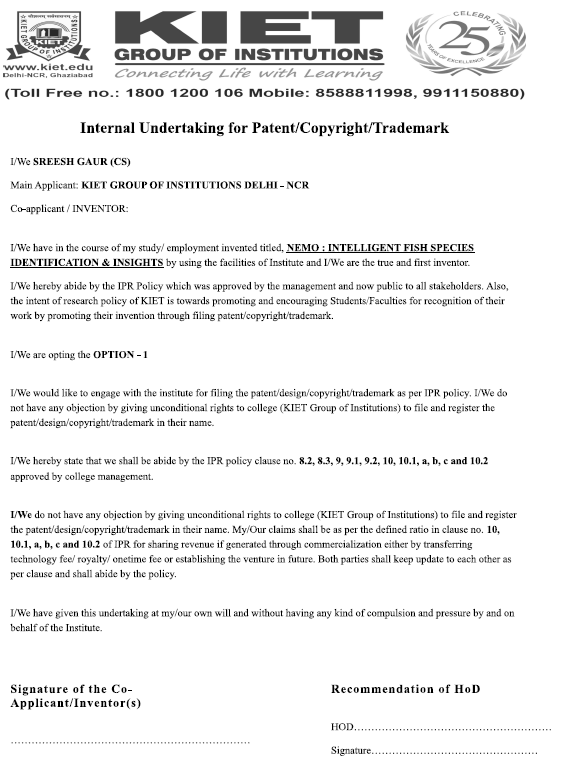 KIET
GROUP OF INSTITUTIONS
Connecting Life with Learning
KIET
GROUP OF INSTITUTIONS
www.kiet.edu
Delhi-NCR, Ghaziabad
CELEBRATING
25
YEARS OF EXCELLENCE
(Toll Free no.: 1800 1200 106 Mobile: 8588811998, 9911150880)
Internal Undertaking for Patent/Copyright/Trademark
I/We SREESH GAUR (CS)
Main Applicant: KIET GROUP OF INSTITUTIONS DELHI – NCR
Co-applicant / INVENTOR:
I/We have in the course of my study/ employment invented titled, NEMO : INTELLIGENT FISH SPECIES
IDENTIFICATION & INSIGHTS by using the facilities of Institute and I/We are the true and first inventor.
I/We hereby abide by the IPR Policy which was approved by the management and now public to all stakeholders. Also,
the intent of research policy of KIET is towards promoting and encouraging Students/Faculties for recognition of their
work by promoting their invention through filing patent/copyright/trademark.
I/We are opting the OPTION – 1
I/We would like to engage with the institute for filing the patent/design/copyright/trademark as per IPR policy. I/We do
not have any objection by giving unconditional rights to college (KIET Group of Institutions) to file and register the
patent/design/copyright/trademark in their name.
I/We hereby state that we shall be abide by the IPR policy clause no. 8.2, 8.3, 9, 9.1, 9.2, 10, 10.1, a, b, c and 10.2
approved by college management.
I/We do not have any objection by giving unconditional rights to college (KIET Group of Institutions) to file and register
the patent/design/copyright/trademark in their name. My/Our claims shall be as per the defined ratio in clause no. 10,
10.1, a, b, c and 10.2 of IPR for sharing revenue if generated through commercialization either by transferring
technology fee/ royalty/ onetime fee or establishing the venture in future. Both parties shall keep update to each other as
per clause and shall abide by the policy.
I/We have given this undertaking at my/our own will and without having any kind of compulsion and pressure by and on
behalf of the Institute.
Signature of the Co-
Applicant/Inventor(s)
……………………………………………………………
Recommendation of HoD
HOD…………………………………………………
Signature…………………………………………